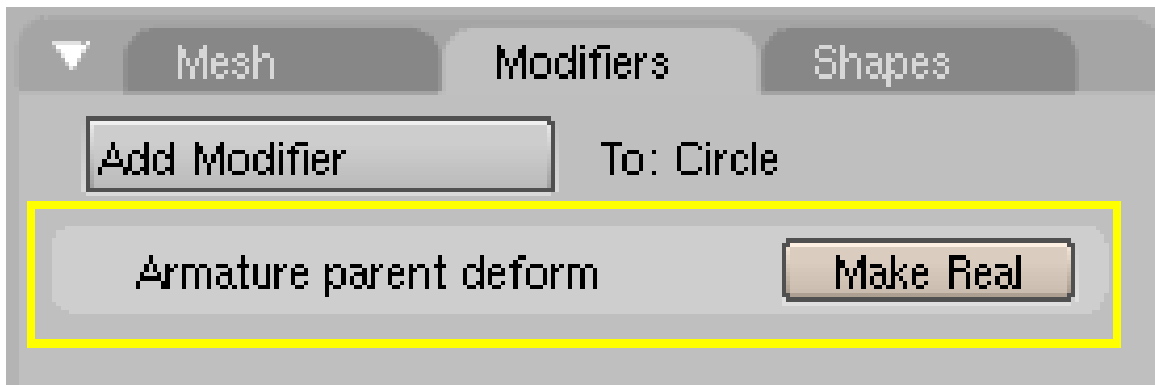 Mesh Modifiers Shapes
Add Modifier To: Circle
Armature parent deform Make Real